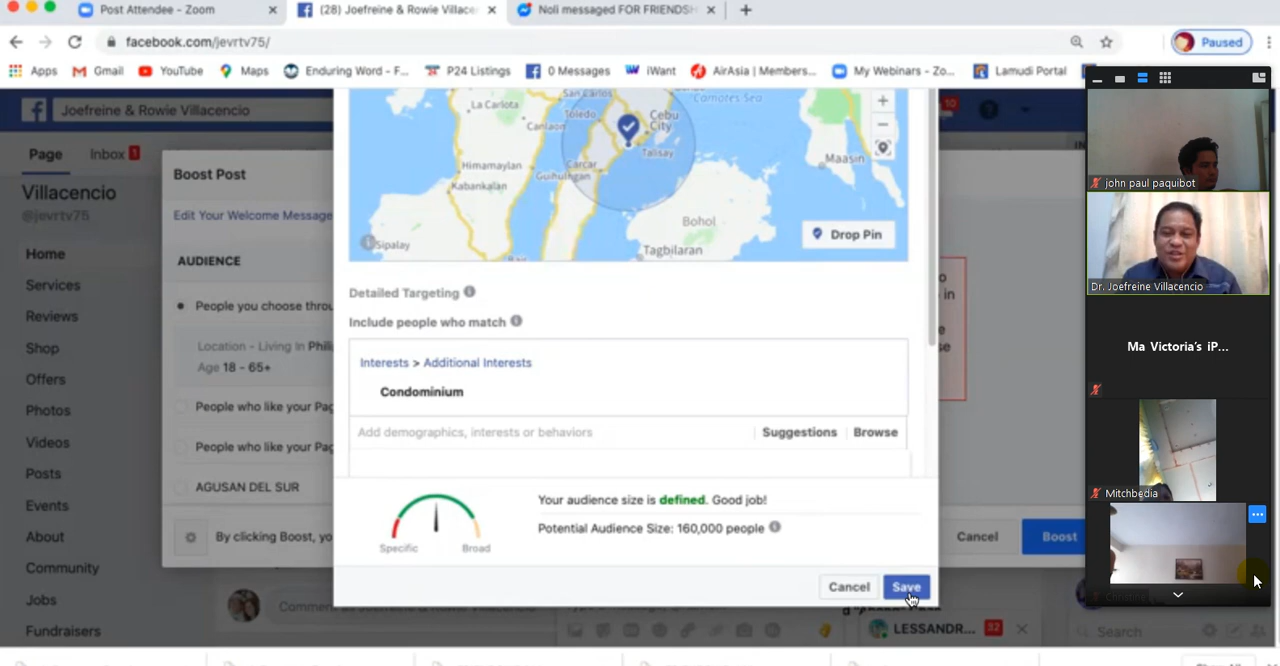 Post Attendee - Zoom
(28) Joefreine & Rowie Villacen
Noli messaged FOR FRIENDSH
facebook.com/jevrtv75/
Paused
Apps
Gmail
YouTube
Maps
Enduring Word - F...
P24 Listings
0 Messages
iWant
AirAsia | Members...
My Webinars - Zo...
Lamudi Portal
Joefreine & Rowie Villacencio
10
Page
Inbox 1
Villacencio
@jevrtv75
Home
Services
Reviews
Shop
Offers
Photos
Videos
Posts
Events
About
Community
Jobs
Fundraisers
Boost Post
Edit Your Welcome Message
AUDIENCE
People you choose throu
Location - Living In Phili
Age 18 - 65+
People who like your Pag
People who like your Pag
AGUSAN DEL SUR
By clicking Boost, yo
Cancel
Boost
San Carlos
Camotes Sea
La Carlota
Toledo
Cebu
City
Canlaon
Talisay
Carcar
Maasin
Himamaylan
Guihulngan
Kabankalan
Bohol
Sipalay
Tagbilaran
Drop Pin
Detailed Targeting
Include people who match
Interests > Additional Interests
Condominium
Add demographics, interests or behaviors
Suggestions
Browse
Your audience size is defined. Good job!
Potential Audience Size: 160,000 people
Specific
Broad
Cancel
Save
LESSANDR...
32
Search
john paul paquibot
Dr. Joefreine Villacencio
Ma Victoria's iP...
Mitchbedia